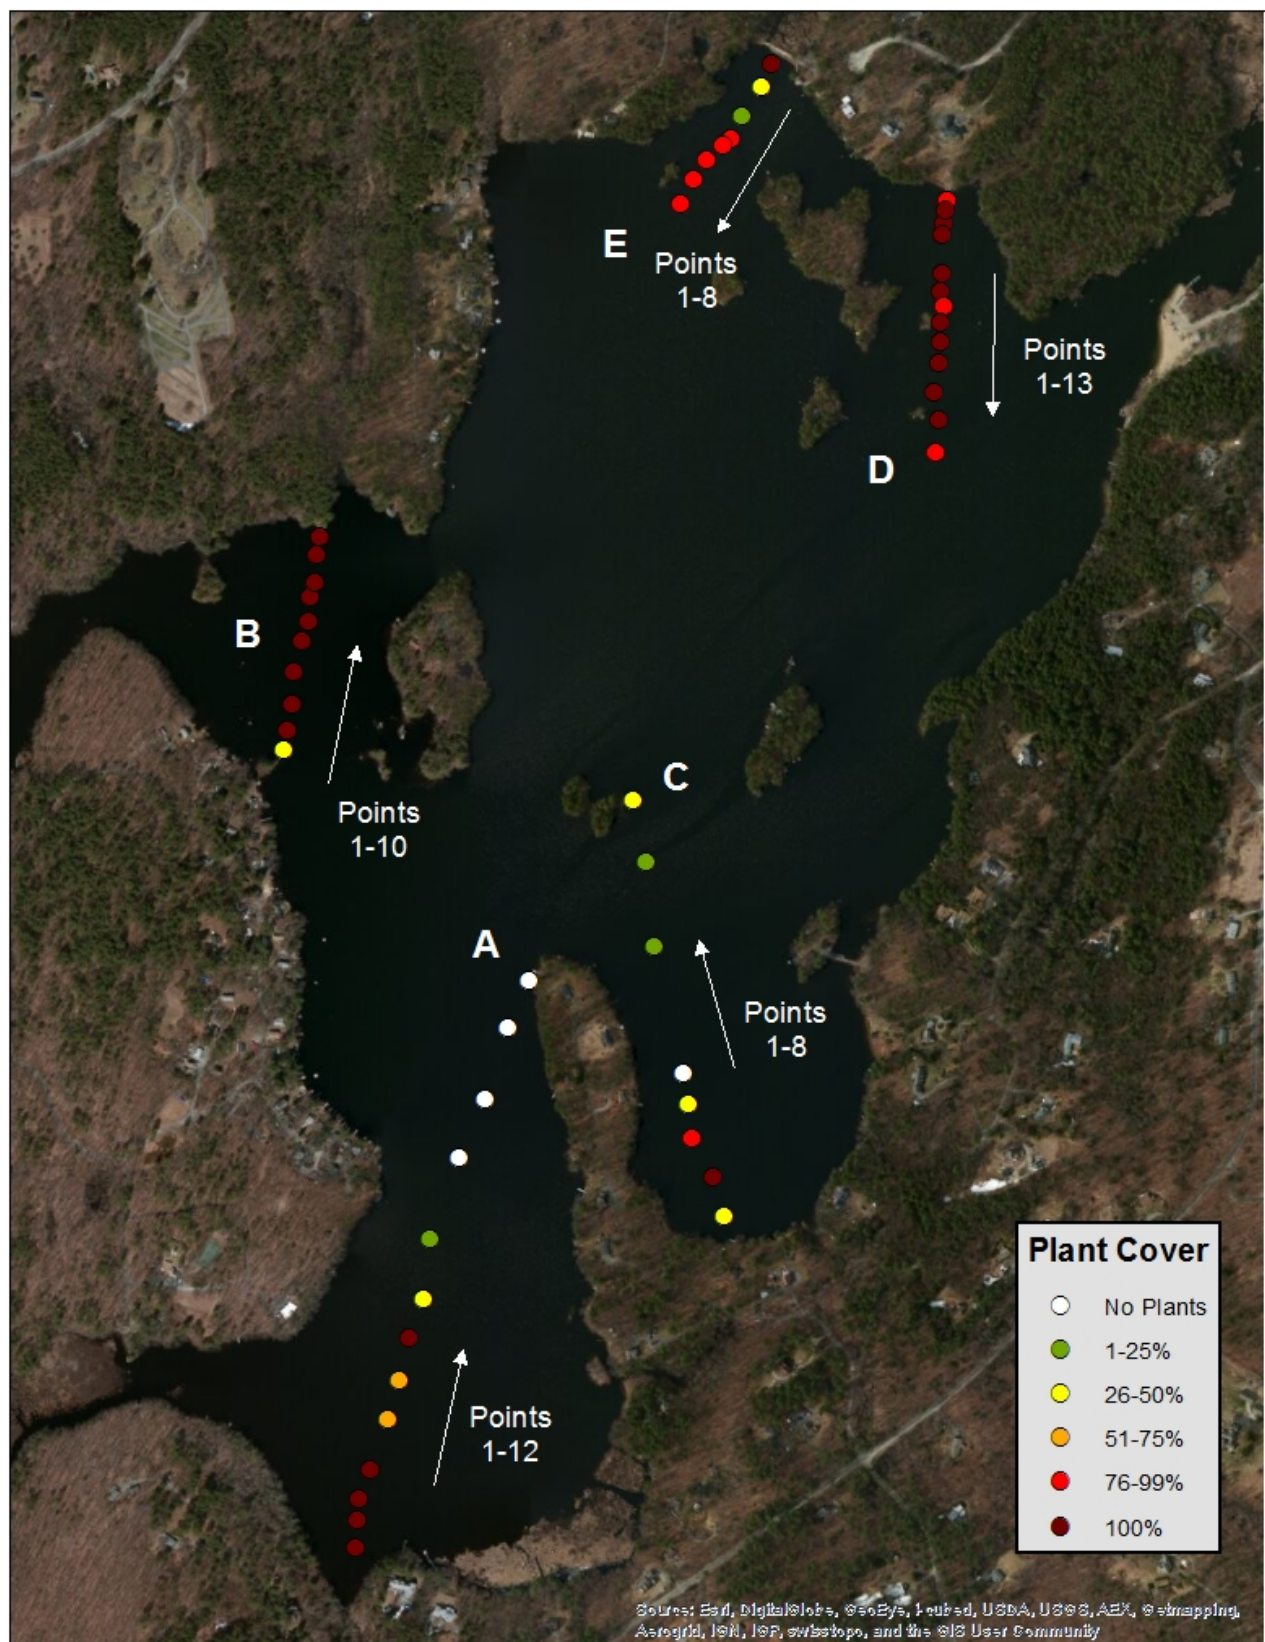 E
Points
1-8
Points
1-13
D
B
Points
1-10
C
A
Points
1-8
Plant Cover
No Plants
1-25%
26-50%
51-75%
76-99%
100%
Points
1-12
Source: Esri, DigitalGlobe, GeoEye, i-cubed, USDA, USGS, AEX, Getmapping,
Aerogrid, IGN, IGP, swisstopo, and the GIS User Community